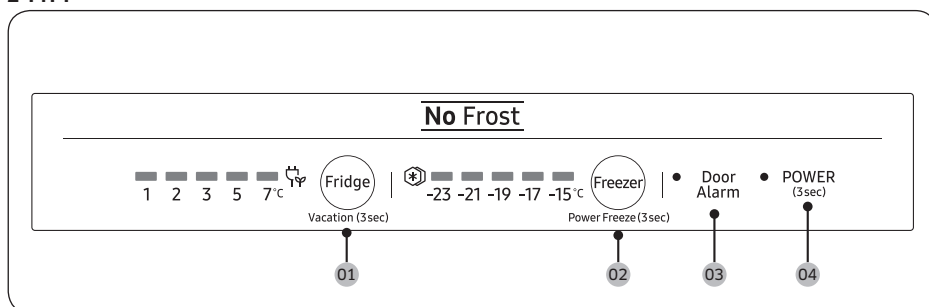 No Frost
1 2 3 5 7°C
Fridge
Vacation (3sec)
-23 -21 -19 -17 -15°C
Freezer
Power Freeze(3sec)
Door
Alarm
POWER
(3sec)
01
02
03
04